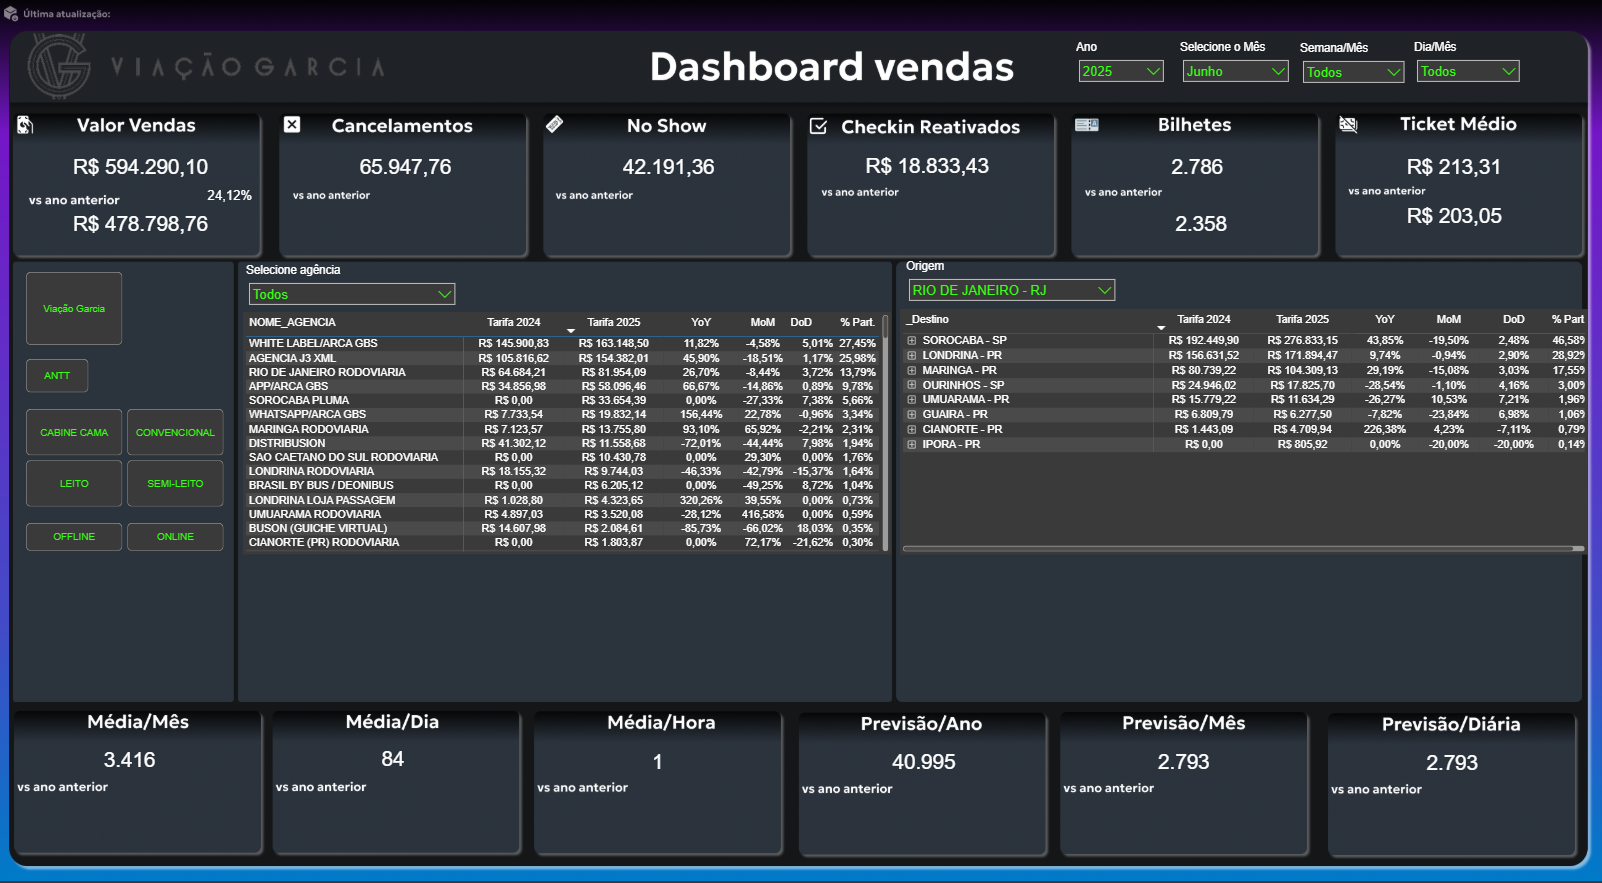 Última atualização:
VIAÇÃO GARCIA
Dashboard vendas
Ano
2025
Selecione o Mês
Junho
Semana/Mês
Todos
Dia/Mês
Todos
Valor Vendas
R$ 594.290,10
24,12%
vs ano anterior
R$ 478.798,76
Cancelamentos
65.947,76
vs ano anterior
No Show
42.191,36
vs ano anterior
Checkin Reativados
R$ 18.833,43
vs ano anterior
Bilhetes
2.786
vs ano anterior
2.358
Ticket Médio
R$ 213,31
vs ano anterior
R$ 203,05
Viação Garcia
ANTT
CABINE CAMA
CONVENCIONAL
LEITO
SEMI-LEITO
OFFLINE
ONLINE
Selecione agência
Todos
NOME_AGENCIA Tarifa 2024 Tarifa 2025 YoY MoM DoD % Part.
WHITE LABEL/ARCA GBS R$ 145.900,83 R$ 163.148,50 11,82% -4,58% 5,01% 27,45%
AGENCIA J3 XML R$ 105.816,62 R$ 154.382,01 45,90% -18,51% 1,17% 25,98%
RIO DE JANEIRO RODOVIARIA R$ 64.684,21 R$ 81.954,09 26,70% -8,44% 3,72% 13,79%
APP/ARCA GBS R$ 34.856,98 R$ 58.096,46 66,67% -14,86% 0,89% 9,78%
SOROCABA PLUMA R$ 0,00 R$ 33.654,39 0,00% -27,33% 7,38% 5,66%
WHATSAPP/ARCA GBS R$ 7.733,54 R$ 19.832,14 156,44% 22,78% -0,96% 3,34%
MARINGA RODOVIARIA R$ 7.123,57 R$ 13.755,80 93,10% 65,92% -2,21% 2,31%
DISTRIBUSION R$ 41.302,12 R$ 11.558,68 -72,01% -44,44% 7,98% 1,94%
SAO CAETANO DO SUL RODOVIARIA R$ 0,00 R$ 10.430,78 0,00% 29,30% 0,00% 1,76%
LONDRINA RODOVIARIA R$ 18.155,32 R$ 9.744,03 -46,33% -42,79% -15,37% 1,64%
BRASIL BY BUS / DEONIBUS R$ 0,00 R$ 6.205,12 0,00% -49,25% 8,72% 1,04%
LONDRINA LOJA PASSAGEM R$ 1.028,80 R$ 4.323,65 320,26% 39,55% 0,00% 0,73%
UMUARAMA RODOVIARIA R$ 4.897,03 R$ 3.520,08 -28,12% 416,58% 0,00% 0,59%
BUSON (GUICHE VIRTUAL) R$ 14.607,98 R$ 2.084,61 -85,73% -66,02% 18,03% 0,35%
CIANORTE (PR) RODOVIARIA R$ 0,00 R$ 1.803,87 0,00% 72,17% -21,62% 0,30%
Origem
RIO DE JANEIRO - RJ
_Destino Tarifa 2024 Tarifa 2025 YoY MoM DoD % Part
SOROCABA - SP R$ 192.449,90 R$ 276.833,15 43,85% -19,50% 2,48% 46,58%
LONDRINA - PR R$ 156.631,52 R$ 171.894,47 9,74% -0,94% 2,90% 28,92%
MARINGA - PR R$ 80.739,22 R$ 104.309,13 29,19% -15,08% 3,03% 17,55%
OURINHOS - SP R$ 24.946,02 R$ 17.825,70 -28,54% -1,10% 4,16% 3,00%
UMUARAMA - PR R$ 15.779,22 R$ 11.634,29 -26,27% 10,53% 7,21% 1,96%
GUAIRA - PR R$ 6.809,79 R$ 6.277,50 -7,82% -23,84% 6,98% 1,06%
CIANORTE - PR R$ 1.443,09 R$ 4.709,94 226,38% 4,23% -7,11% 0,79%
IPORA - PR R$ 0,00 R$ 805,92 0,00% -20,00% -20,00% 0,14%
Média/Mês
3.416
vs ano anterior
Média/Dia
84
vs ano anterior
Média/Hora
1
vs ano anterior
Previsão/Ano
40.995
vs ano anterior
Previsão/Mês
2.793
vs ano anterior
Previsão/Diária
2.793
vs ano anterior